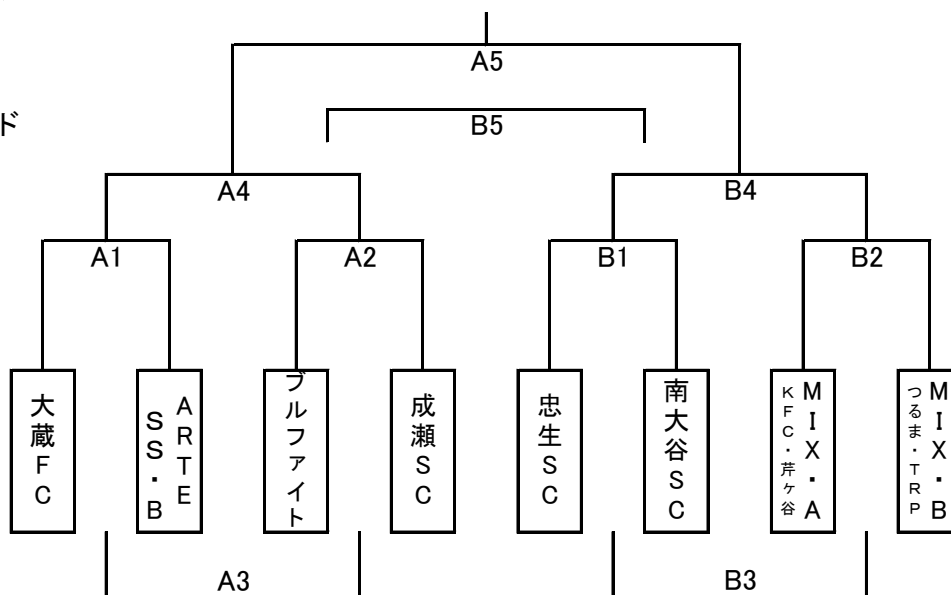 A5
ド
B5
A4
B4
A1
A2
B1
B2
大蔵FC
ARTE
SS・B
ブルファイト
成瀬SC
忠生SC
南大谷SC
MIX・A
KFC・芹ヶ谷
MIX・B
つるま・TRP
A3
B3